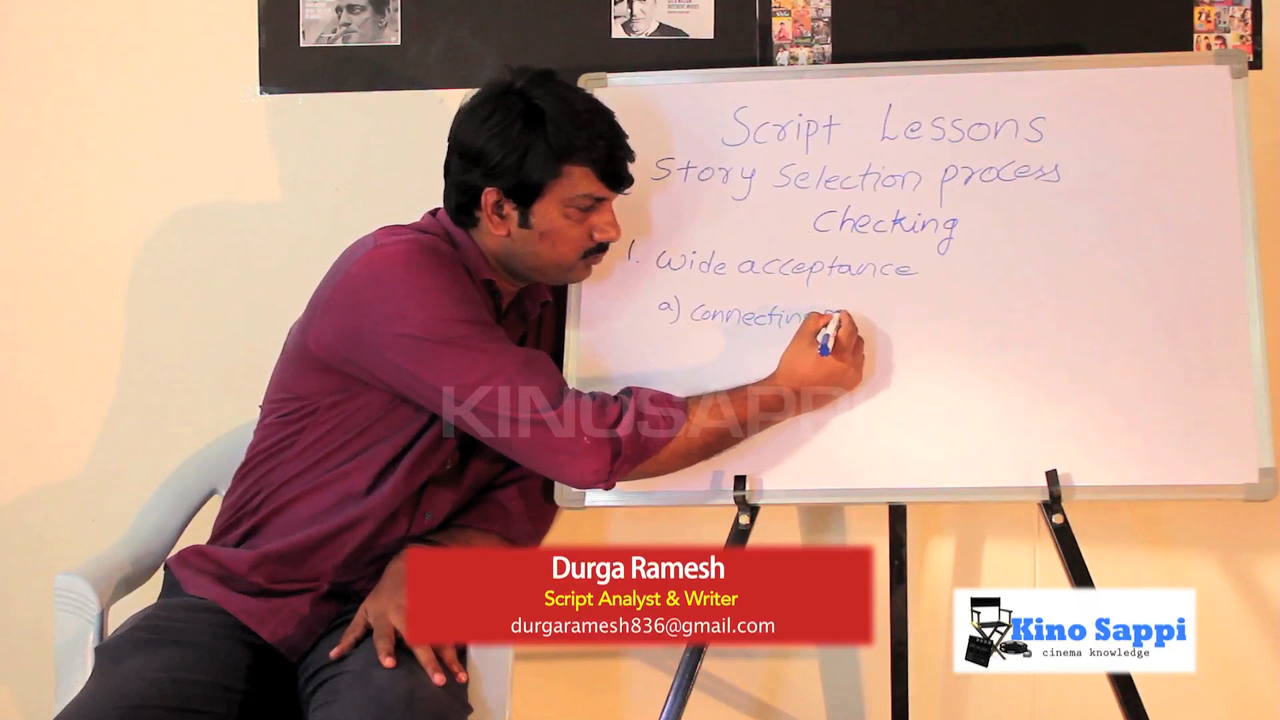 Script Lessons
Story Selection process
Checking
1. Wide acceptance
a) Connecting
KINOSAPPI
Durga Ramesh
Script Analyst & Writer
durgaramesh836@gmail.com
Kino Sappi
cinema knowledge